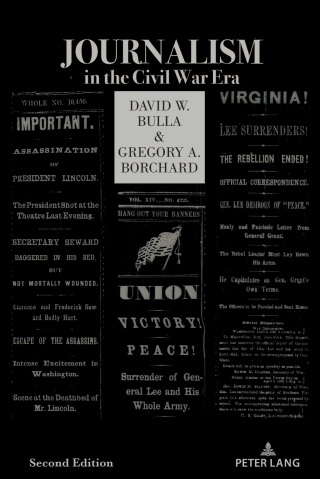 JOURNALISM
in the Civil War Era
DAVID W.
BULLA
&
GREGORY A.
BORCHARD
WHOLE NO. 10,456.
IMPORTANT.
ASSASSINATION
OF
PRESIDENT LINCOLN.
The President Shot at the
Theatre Last Evening.
SECRETARY SEWARD
DAGGERED IN HIS BED,
BUT
NOT MORTALLY WOUNDED.
Clarence and Frederick Sew-
ard Badly Hurt.
ESCAPE OF THE ASSASSINS.
Intense Excitement in
Washington.
Scene at the Deathbed of
Mr. Lincoln.
VOL. XIV
HANG OUT YOUR BANNERS
UNION
VICTORY!
PEACE!
Surrender of Gen-
eral Lee and His
Whole Army.
VIRGINIA!
LEE SURRENDERS!
THE REBELLION ENDED!
OFFICIAL CORRESPONDENCE.
GEN. LEE DESIROUS OF "PEACE."
Manly and Patriotic Letter from
General Grant.
The Rebel Leader Must Lay Down
His Arms.
He Capitulates on Gen. Grant's
Own Terms.
The Officers to be Paroled and Sent Home.
Second Edition
PETER LANG